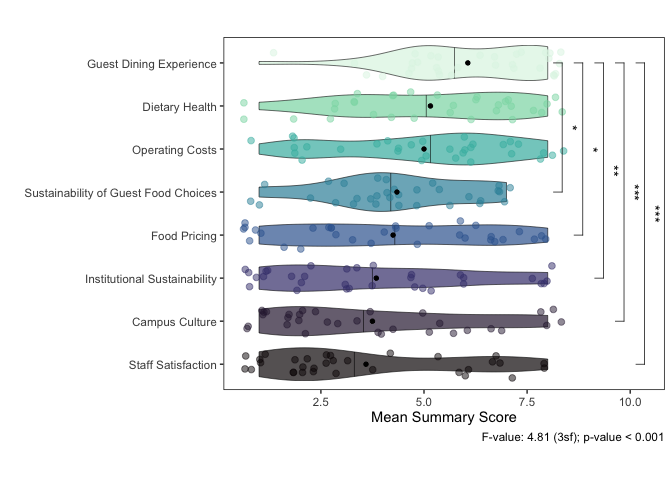 Guest Dining Experience
Dietary Health
Operating Costs
Sustainability of Guest Food Choices
Food Pricing
Institutional Sustainability
Campus Culture
Staff Satisfaction
*
*
**
***
***
2.5 5.0 7.5 10.0
Mean Summary Score
F-value: 4.81 (3sf); p-value < 0.001